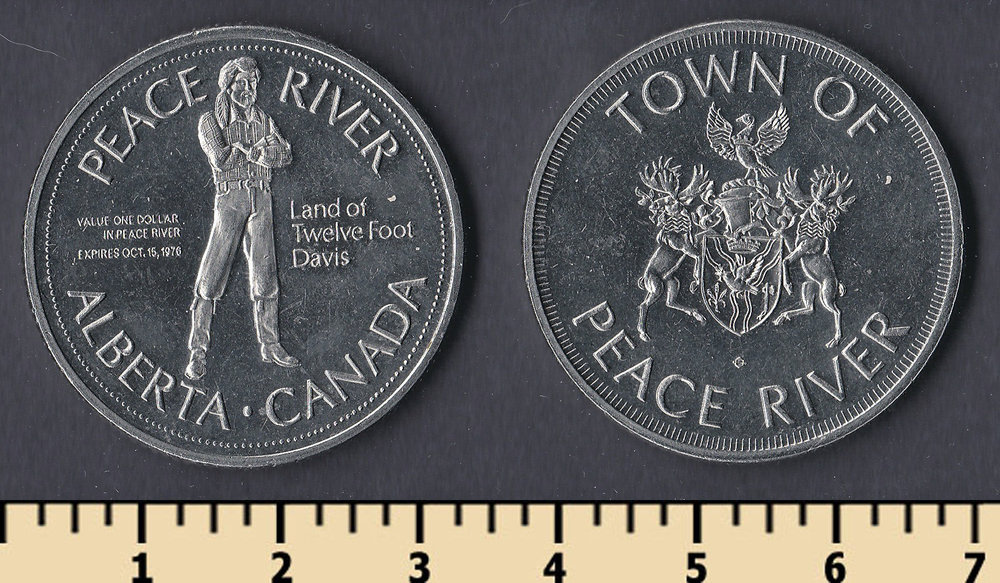 PEACE RIVER
VALUE ONE DOLLAR
IN PEACE RIVER
EXPIRES OCT. 15, 1976
Land of
Twelve Foot
Davis
ALBERTA · CANADA
TOWN OF
PEACE RIVER
1 2 3 4 5 6 7